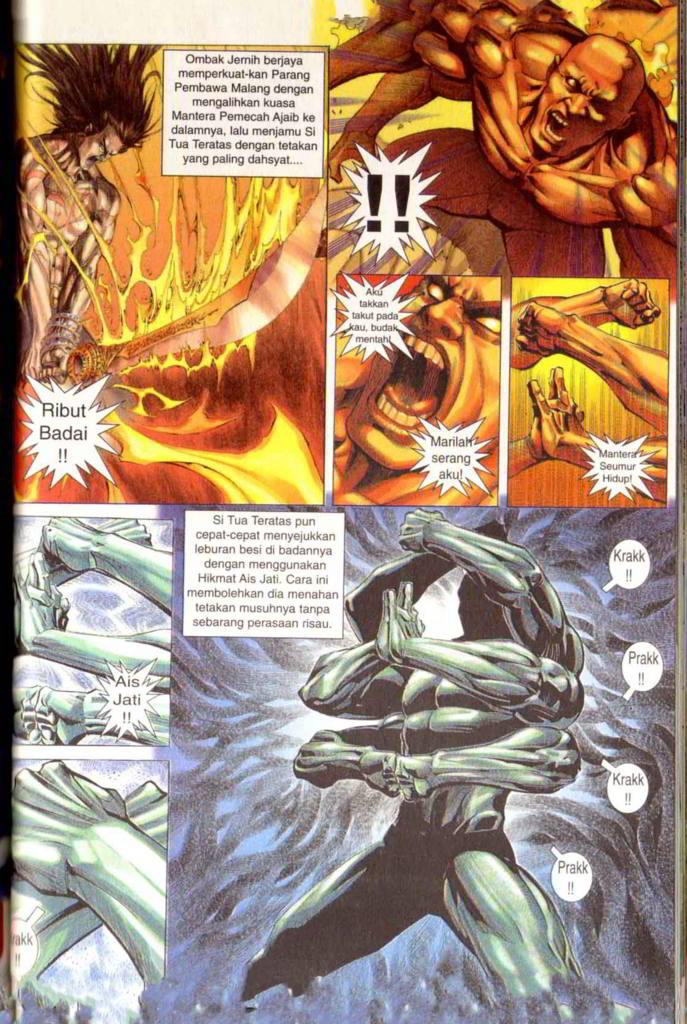 Ombak Jernih berjaya
memperkuat-kan Parang
Pembawa Malang dengan
mengalihkan kuasa
Mantera Pemecah Ajaib ke
dalamnya, lalu menjamu Si
Tua Teratas dengan tetakan
yang paling dahsyat....
!!
Ribut
Badai
!!
Aku
takkan
takut pada
kau, budak
mentah!
Marilah
serang
aku!
Mantera
Seumur
Hidup!
Si Tua Teratas pun
cepat-cepat menyejukkan
leburan besi di badannya
dengan menggunakan
Hikmat Ais Jati. Cara ini
membolehkan dia menahan
tetakan musuhnya tanpa
sebarang perasaan risau.
Ais
Jati
!!
Krakk
!!
Prakk
!!
Krakk
!!
Prakk
!!
rakk
!!